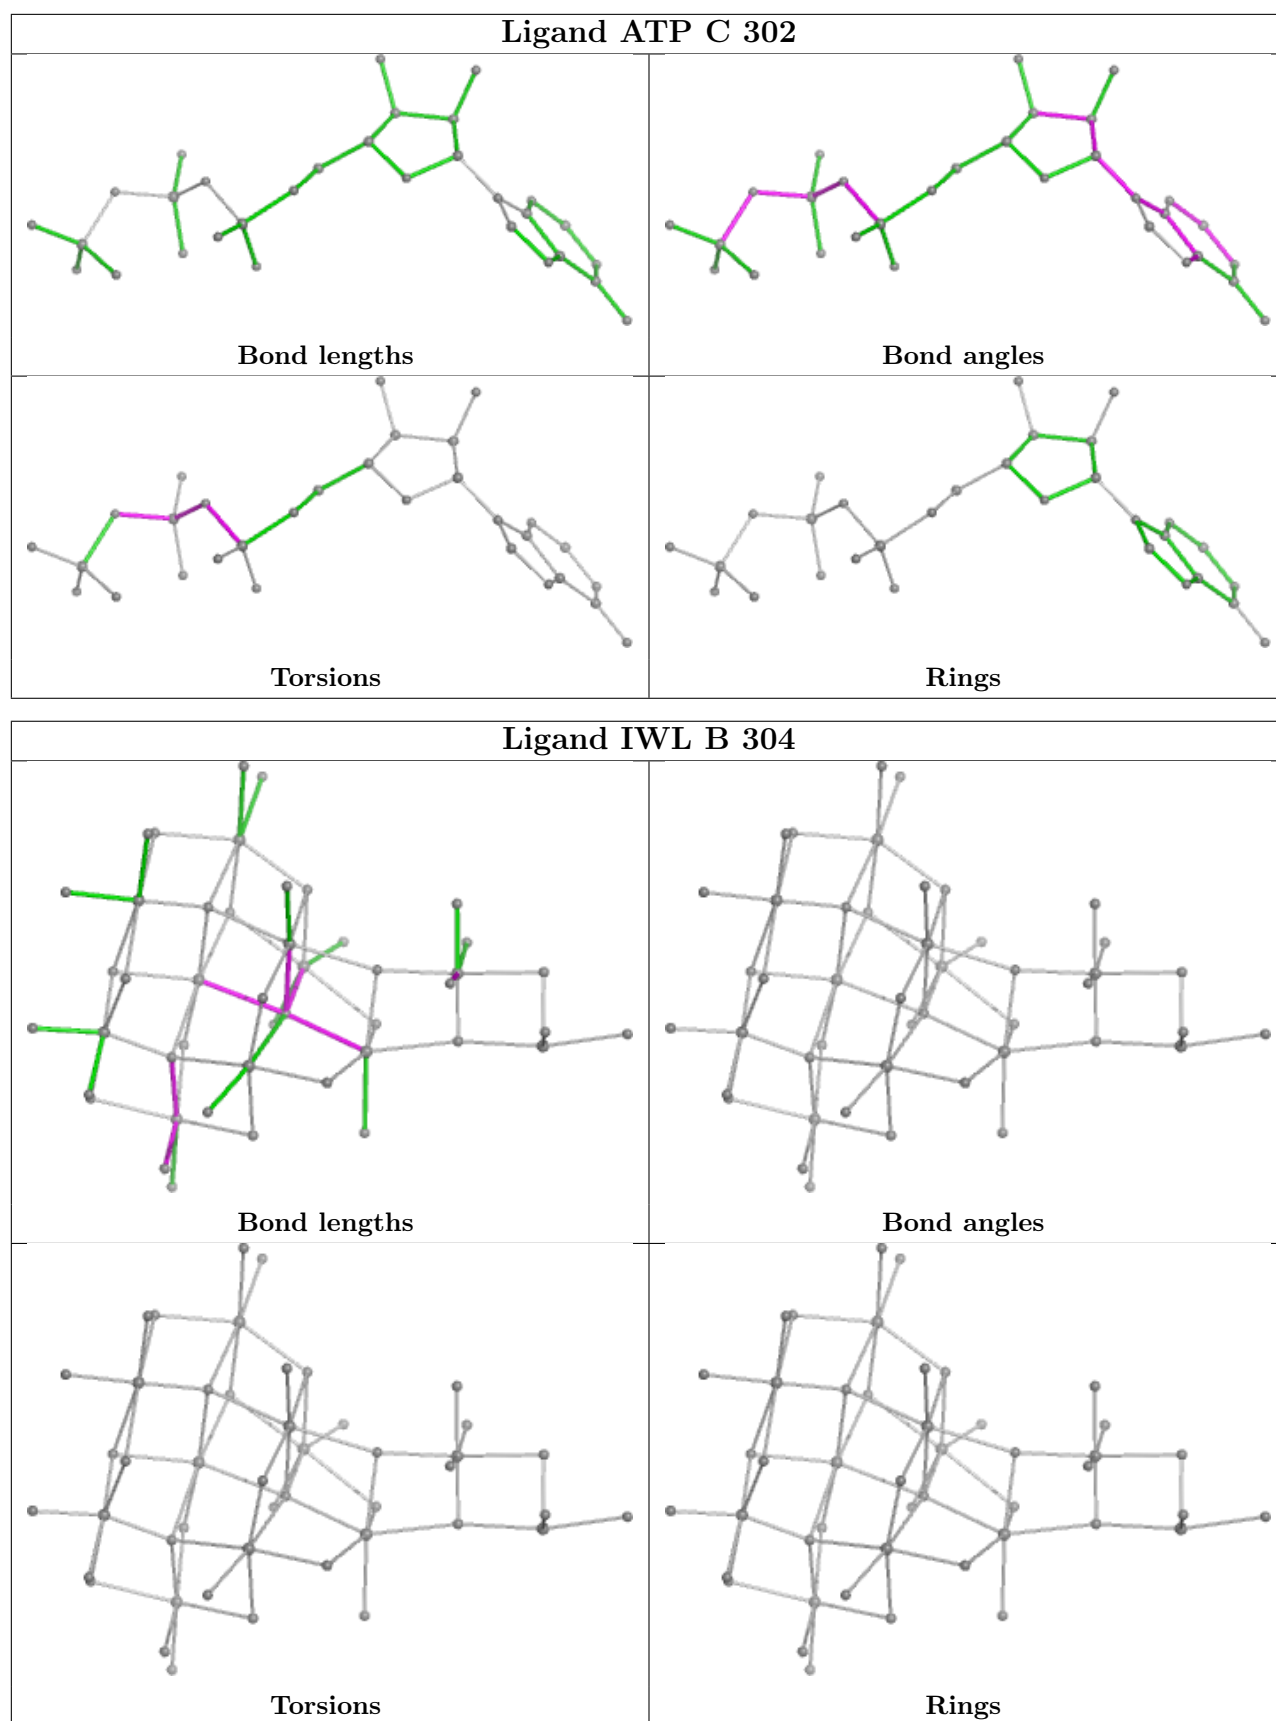 Ligand ATP C 302
Bond lengths
Bond angles
Torsions
Rings
Ligand IWL B 304
Bond lengths
Bond angles
Torsions
Rings